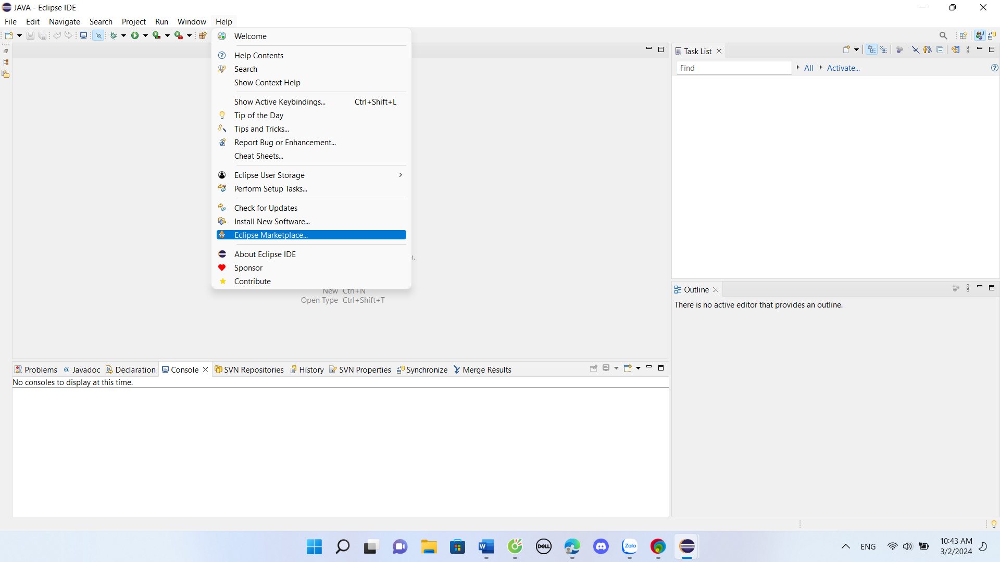 JAVA - Eclipse IDE
File Edit Navigate Search Project Run Window Help
Welcome
Help Contents
Search
Show Context Help
Show Active Keybindings... Ctrl+Shift+L
Tip of the Day
Tips and Tricks...
Report Bug or Enhancement...
Cheat Sheets...
Eclipse User Storage
Perform Setup Tasks...
Check for Updates
Install New Software...
Eclipse Marketplace...
About Eclipse IDE
Sponsor
Contribute
New Ctrl+N
Open Type Ctrl+Shift+T
Task List
Find All Activate...
Outline
There is no active editor that provides an outline.
Problems @ Javadoc Declaration Console SVN Repositories History SVN Properties Synchronize Merge Results
No consoles to display at this time.
DELL
Zalo
ENG
10:43 AM
3/2/2024